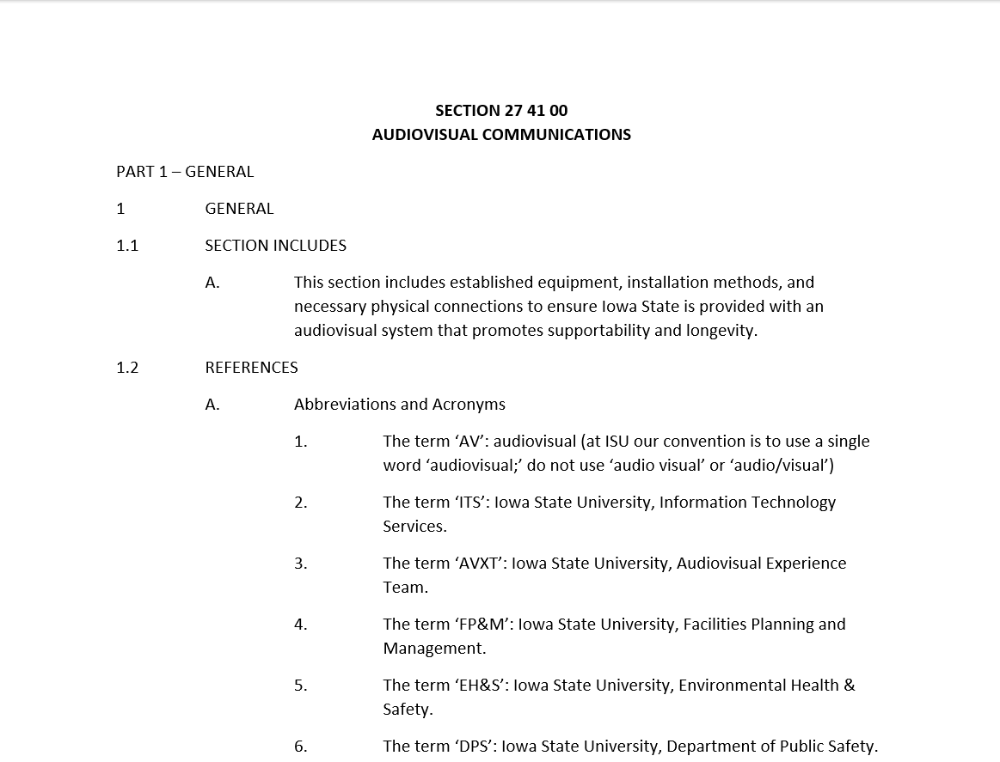 SECTION 27 41 00
AUDIOVISUAL COMMUNICATIONS
PART 1 – GENERAL
1 GENERAL
1.1 SECTION INCLUDES
A. This section includes established equipment, installation methods, and
necessary physical connections to ensure Iowa State is provided with an
audiovisual system that promotes supportability and longevity.
1.2 REFERENCES
A. Abbreviations and Acronyms
1. The term ‘AV’: audiovisual (at ISU our convention is to use a single
word ‘audiovisual;’ do not use ‘audio visual’ or ‘audio/visual’)
2. The term ‘ITS’: Iowa State University, Information Technology
Services.
3. The term ‘AVXT’: Iowa State University, Audiovisual Experience
Team.
4. The term ‘FP&M’: Iowa State University, Facilities Planning and
Management.
5. The term ‘EH&S’: Iowa State University, Environmental Health &
Safety.
6. The term ‘DPS’: Iowa State University, Department of Public Safety.